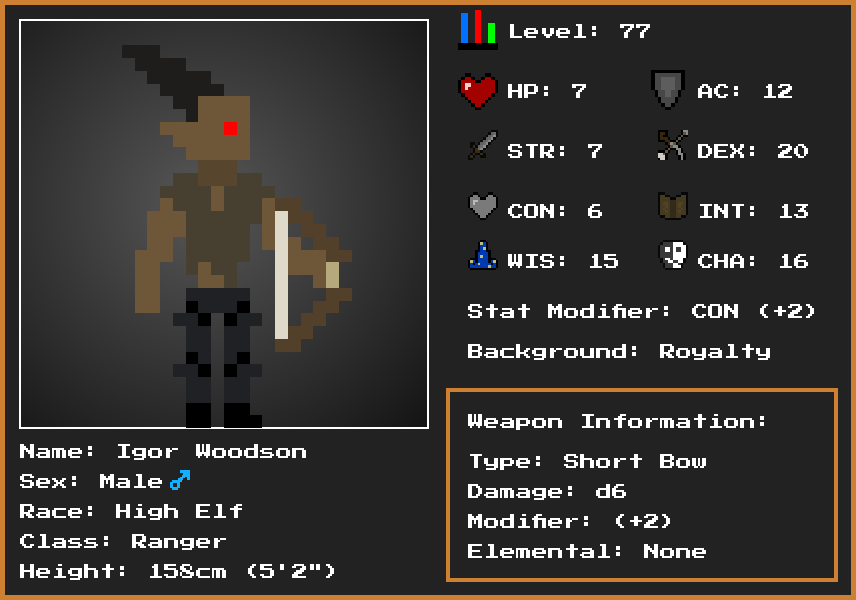 Level: 77
HP: 7
AC: 12
STR: 7
DEX: 20
CON: 6
INT: 13
WIS: 15
CHA: 16
Stat Modifier: CON (+2)
Background: Royalty
Weapon Information:
Type: Short Bow
Damage: d6
Modifier: (+2)
Elemental: None
Name: Igor Woodson
Sex: Male ♂
Race: High Elf
Class: Ranger
Height: 158cm (5'2")